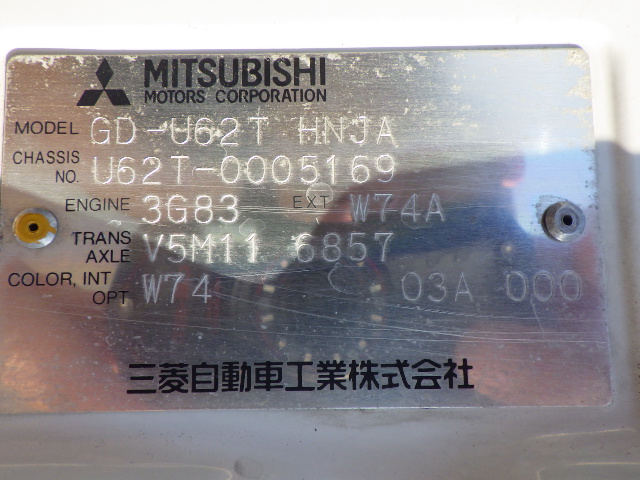 MITSUBISHI
MOTORS CORPORATION
MODEL GD-U62T HNJA
CHASSIS NO. U62T-0005169
ENGINE 3G83 EXT W74A
TRANS AXLE V5M11 6857
COLOR, INT OPT W74 03A 000
三菱自動車工業株式会社